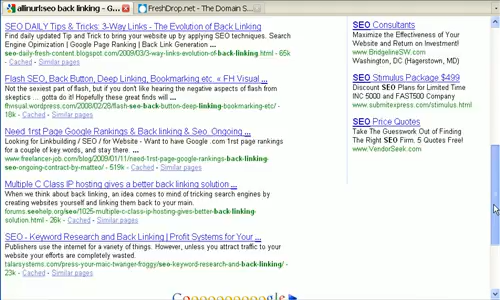 allinurl:seo back linking - G...
FreshDrop.net - The Domain S...
SEO DAILY Tips & Tricks: 3-Way Links - The Evolution of Back Linking
Find daily updated Tip and Trick to bring your website up by applying SEO techniques. Search
Engine Opimization | Google Page Ranking | Back Link Generation ...
seo-daily-fresh-content.blogspot.com/2009/03/3-way-links-evolution-of-back-linking.html - 65k
- Cached - Similar pages
Flash SEO, Back Button, Deep Linking, Bookmarking etc. « FH Visual ...
Not the sexiest part of flash, but if you don't like hearing the negative aspects of flash from
skeptics ... gotta do it! Hopefully these great finds will ...
fhvisual.wordpress.com/2008/02/28/flash-seo-back-button-deep-linking-bookmarking-etc/ -
18k - Cached - Similar pages
Need 1rst Page Google Rankings & Back linking & Seo, Ongoing ...
Looking for Linkbuilding / SEO for / Website - Want to have Google .com 1rst page rankings
for a couple of key words, and stay there. ...
www.freelancer-job.com/blog/2009/01/11/need-1rst-page-google-rankings-back-linking-
seo-ongoing-contract-by-matteo/ - 519k - Cached - Similar pages
Multiple C Class IP hosting gives a better back linking solution ...
When we think about back linking, an idea comes to mind of tricking search engines by
creating websites yourself and linking them back to your main.
forums.seohelp.org/seo/1025-multiple-c-class-ip-hosting-gives-better-back-linking-
solution.html - 26k - Cached - Similar pages
SEO - Keyword Research and Back Linking | Profit Systems for Your ...
Publishers use the internet for a variety of things. However, unless you attract traffic to your
website your efforts are completely wasted.
talarsystems.com/press-your-maic-twanger-froggy/seo-keyword-research-and-back-linking/ -
23k - Cached - Similar pages
SEO Consultants
Maximize the Effectiveness of Your
Website and Return on Investment!
www.BridgelineSW.com
Washington, DC (Hagerstown, MD)
SEO Stimulus Package $499
Discount SEO Plans for Limited Time
INC 5000 and FAST500 Company
www.submitexpress.com/stimulus.html
SEO Price Quotes
Take The Guesswork Out of Finding
The Right SEO Firm. 5 Quotes Free!
www.VendorSeek.com
Gooooooooogle